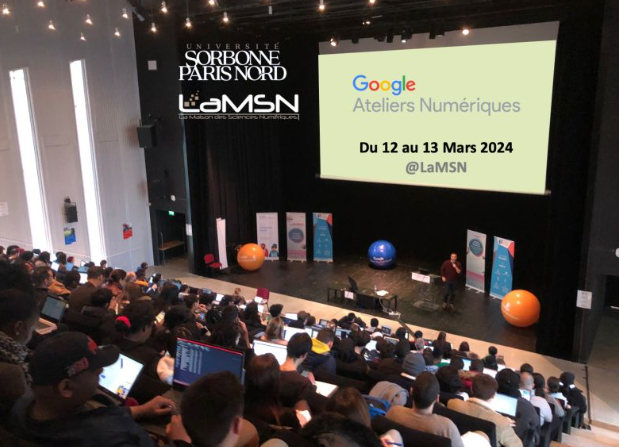 UNIVERSITÉ
SORBONNE
PARIS NORD
LaMSN
[La Maison des Sciences Numériques]
Google
Ateliers Numériques
Du 12 au 13 Mars 2024
@LaMSN